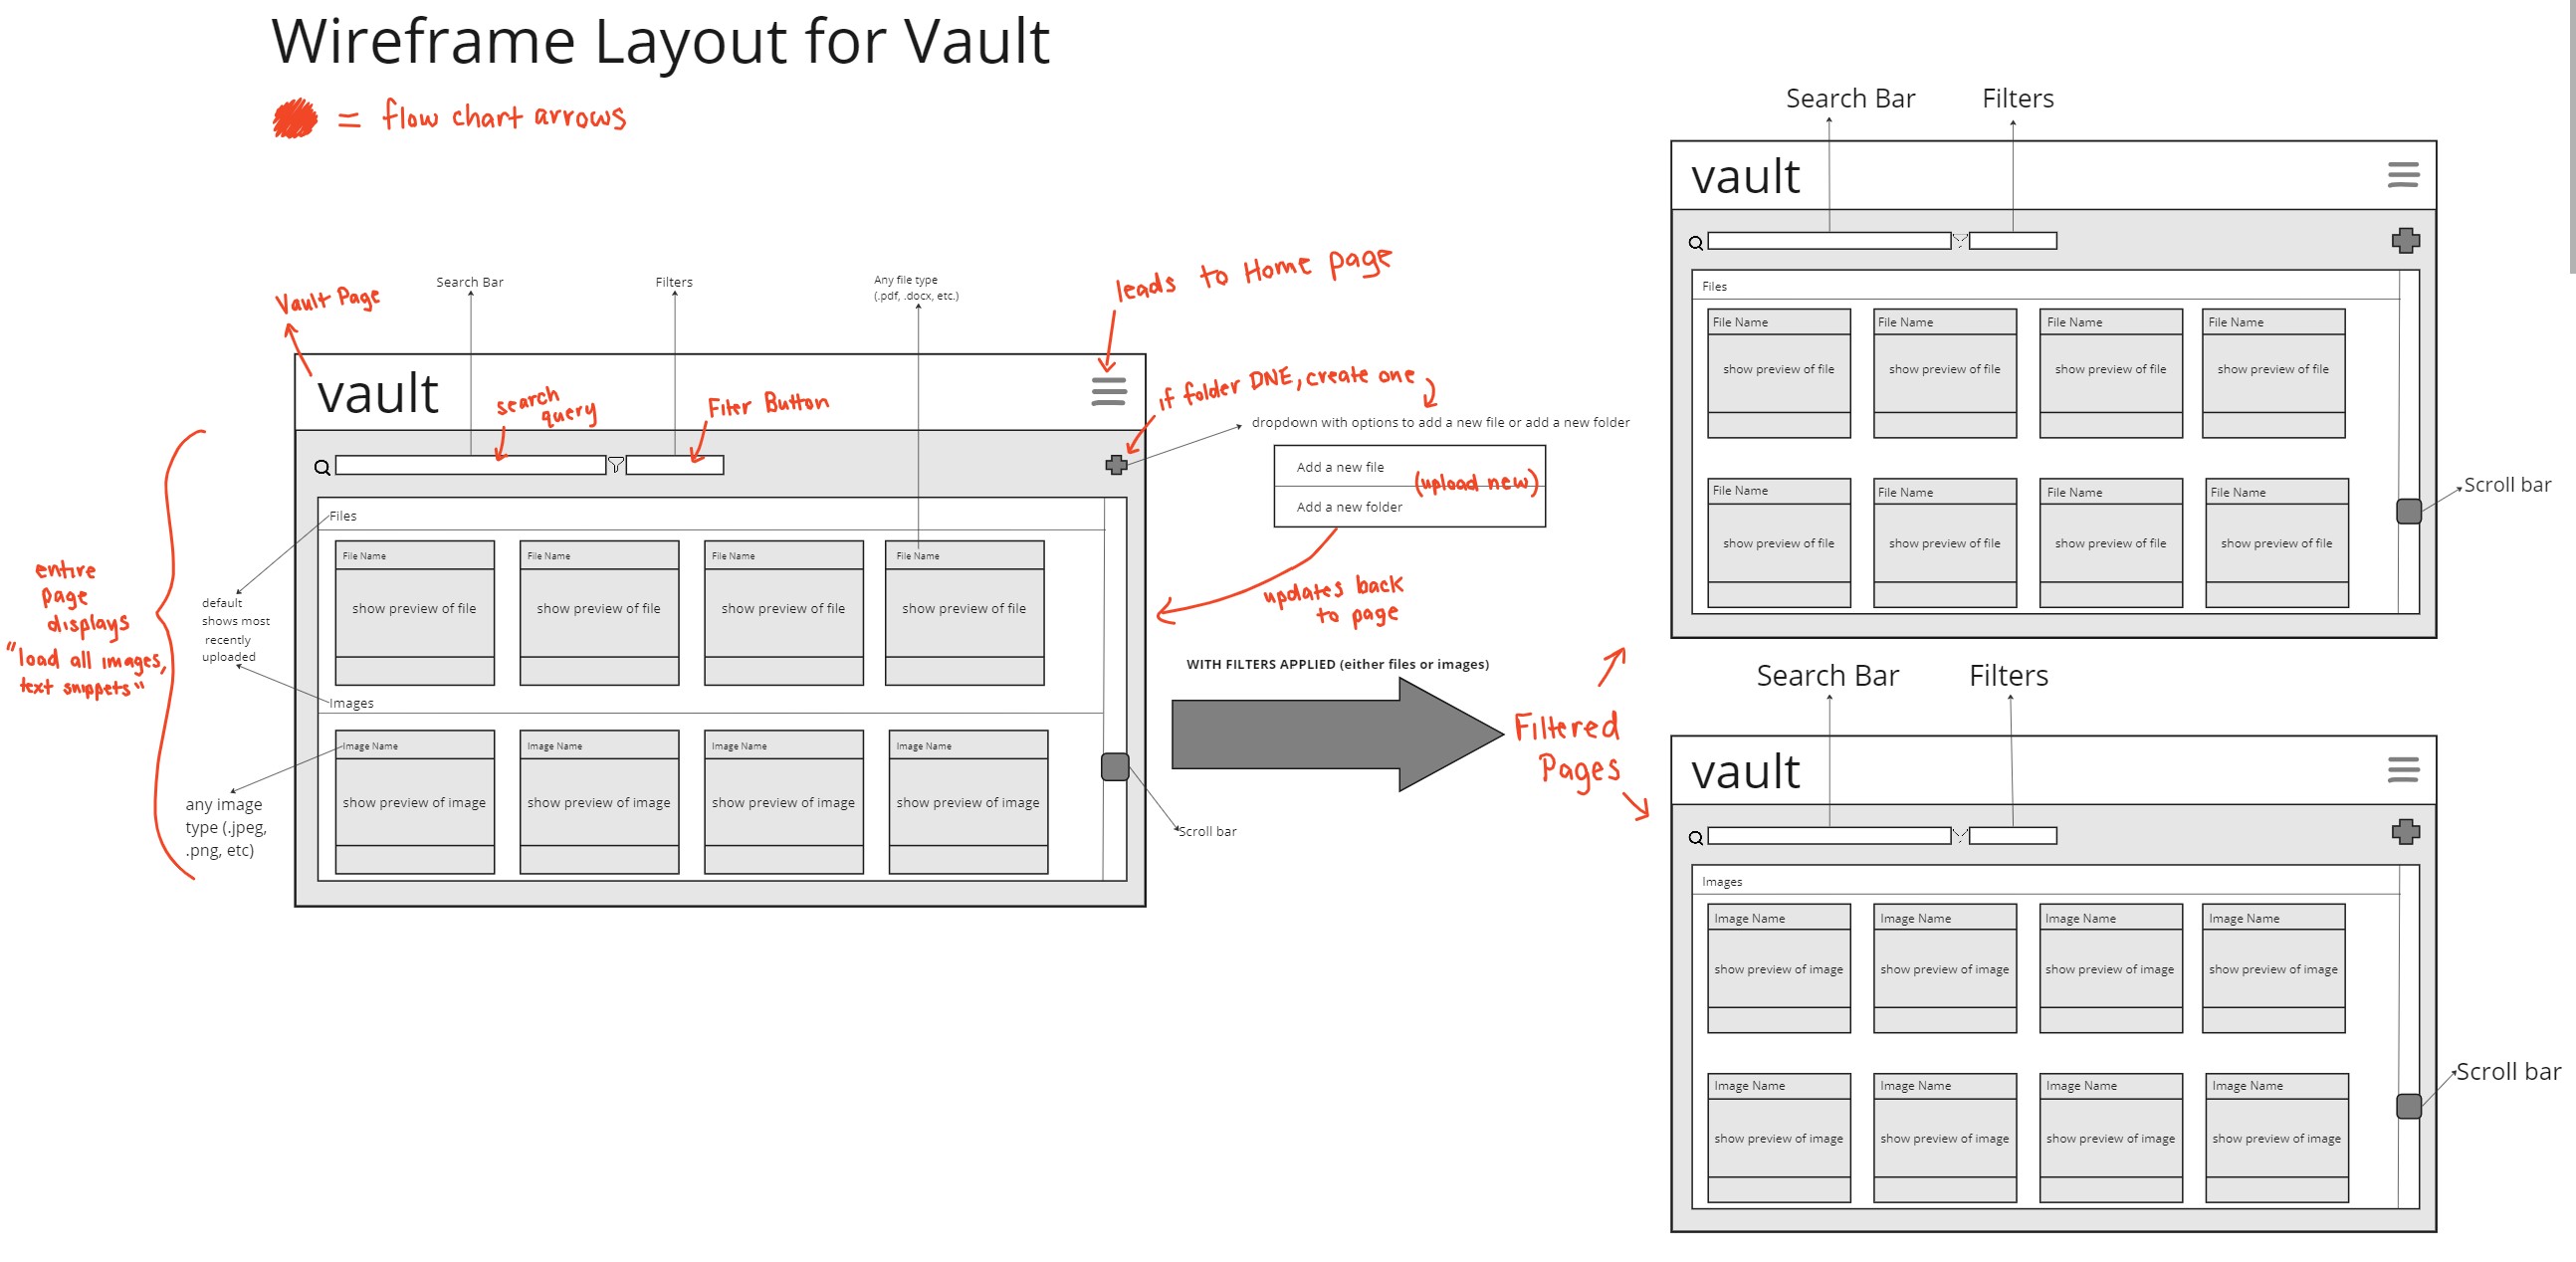 Wireframe Layout for Vault
= flow chart arrows
Vault Page
Search Bar
Filters
Any file type
(.pdf, .docx, etc.)
leads to Home page
vault
search
query
Fiter Button
if folder DNE, create one
dropdown with options to add a new file or add a new folder
Add a new file
(upload new)
Add a new folder
updates back
to page
entire
page
displays
"load all images,
text snippets"
default
shows most
recently
uploaded
any image
type (.jpeg,
.png, etc)
Files
File Name
File Name
File Name
File Name
show preview of file
show preview of file
show preview of file
show preview of file
Images
Image Name
Image Name
Image Name
Image Name
show preview of image
show preview of image
show preview of image
show preview of image
Scroll bar
WITH FILTERS APPLIED (either files or images)
Filtered
Pages
Search Bar
Filters
vault
Files
File Name
File Name
File Name
File Name
show preview of file
show preview of file
show preview of file
show preview of file
File Name
File Name
File Name
File Name
show preview of file
show preview of file
show preview of file
show preview of file
Scroll bar
Search Bar
Filters
vault
Images
Image Name
Image Name
Image Name
Image Name
show preview of image
show preview of image
show preview of image
show preview of image
Image Name
Image Name
Image Name
Image Name
show preview of image
show preview of image
show preview of image
show preview of image
Scroll bar